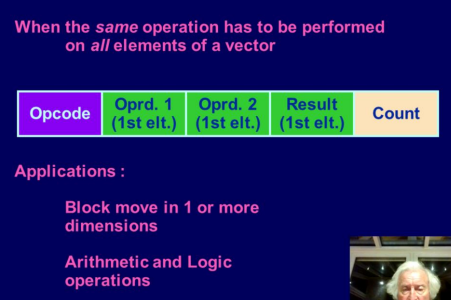 When the same operation has to be performed
on all elements of a vector
Opcode
Oprd. 1
(1st elt.)
Oprd. 2
(1st elt.)
Result
(1st elt.)
Count
Applications :
Block move in 1 or more
dimensions
Arithmetic and Logic
operations